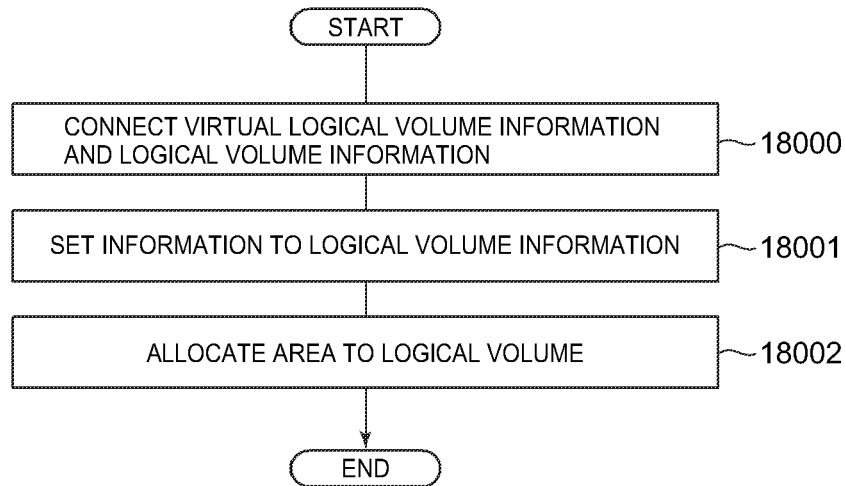 START
CONNECT VIRTUAL LOGICAL VOLUME INFORMATION
AND LOGICAL VOLUME INFORMATION
18000
SET INFORMATION TO LOGICAL VOLUME INFORMATION
18001
ALLOCATE AREA TO LOGICAL VOLUME
18002
END